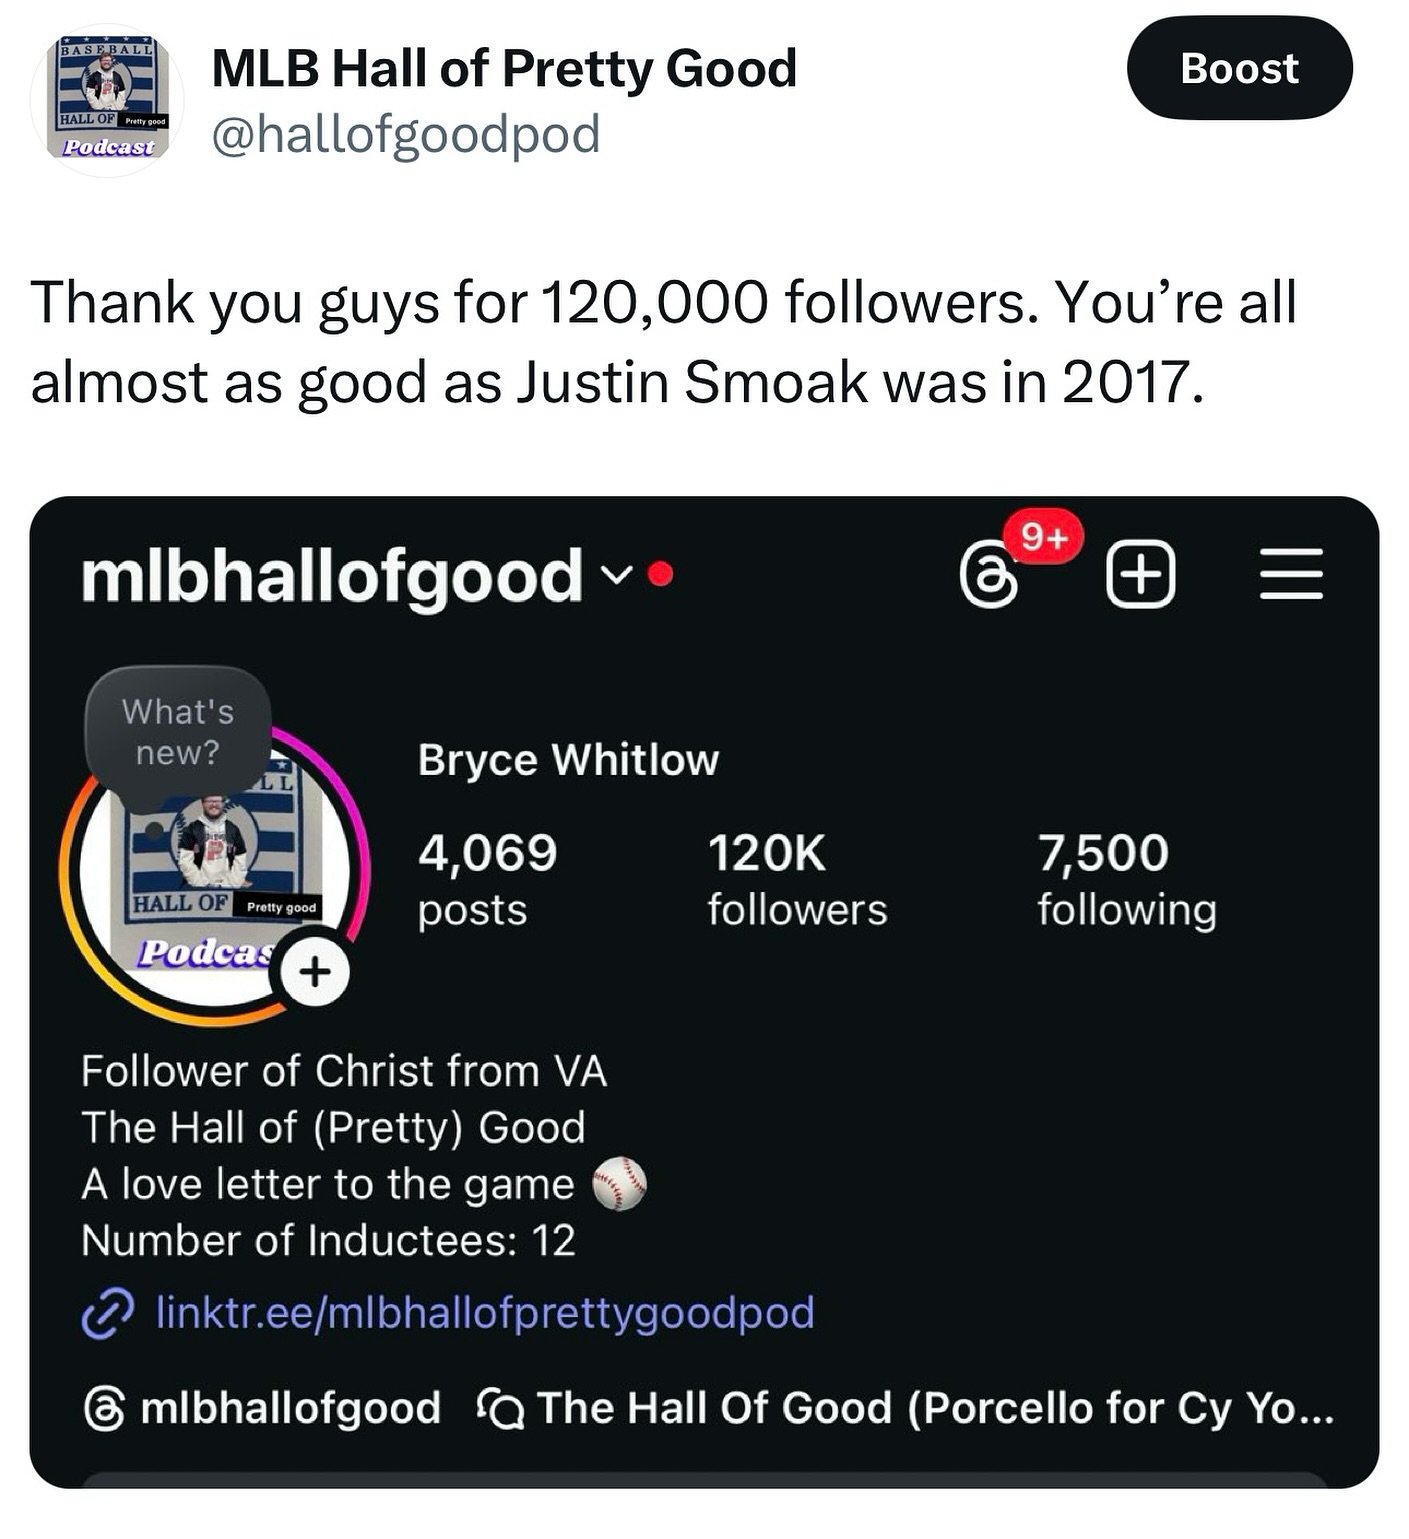 BASEBALL
HALL OF Pretty good
Podcast
MLB Hall of Pretty Good
@hallofgoodpod
Boost
Thank you guys for 120,000 followers. You’re all
almost as good as Justin Smoak was in 2017.
mlbhallofgood
9+
What's
new?
LL
HALL OF Pretty good
Podcas
Bryce Whitlow
4,069 120K 7,500
posts followers following
Follower of Christ from VA
The Hall of (Pretty) Good
A love letter to the game ⚾
Number of Inductees: 12
linktr.ee/mlbhallofprettygoodpod
mlbhallofgood The Hall Of Good (Porcello for Cy Yo...